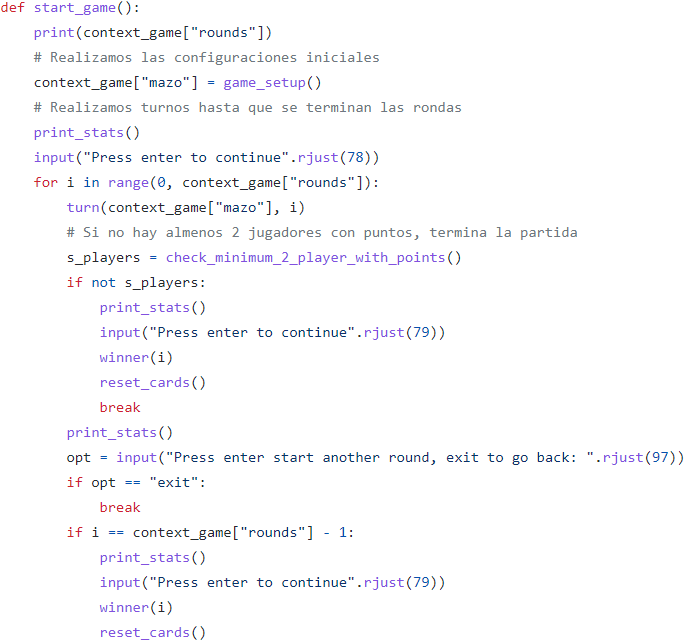 def start_game():
    print(context_game["rounds"])
    # Realizamos las configuraciones iniciales
    context_game["mazo"] = game_setup()
    # Realizamos turnos hasta que se terminan las rondas
    print_stats()
    input("Press enter to continue".rjust(78))
    for i in range(0, context_game["rounds"]):
        turn(context_game["mazo"], i)
        # Si no hay almenos 2 jugadores con puntos, termina la partida
        s_players = check_minimum_2_player_with_points()
        if not s_players:
            print_stats()
            input("Press enter to continue".rjust(79))
            winner(i)
            reset_cards()
            break
        print_stats()
        opt = input("Press enter start another round, exit to go back: ".rjust(97))
        if opt == "exit":
            break
        if i == context_game["rounds"] - 1:
            print_stats()
            input("Press enter to continue".rjust(79))
            winner(i)
            reset_cards()